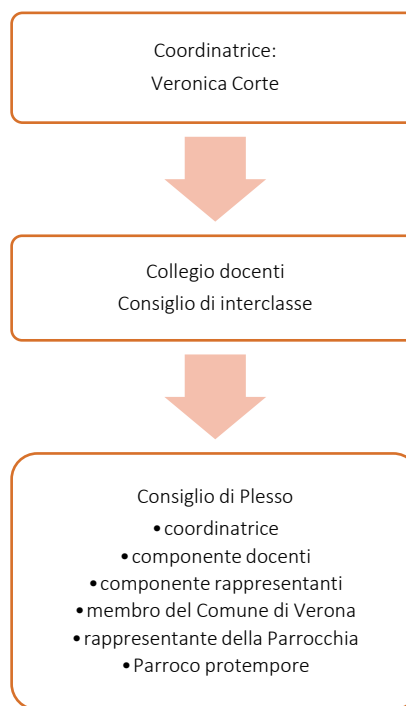 Coordinatrice:
Veronica Corte
Collegio docenti
Consiglio di interclasse
Consiglio di Plesso
• coordinatrice
• componente docenti
• componente rappresentanti
• membro del Comune di Verona
• rappresentante della Parrocchia
• Parroco protempore